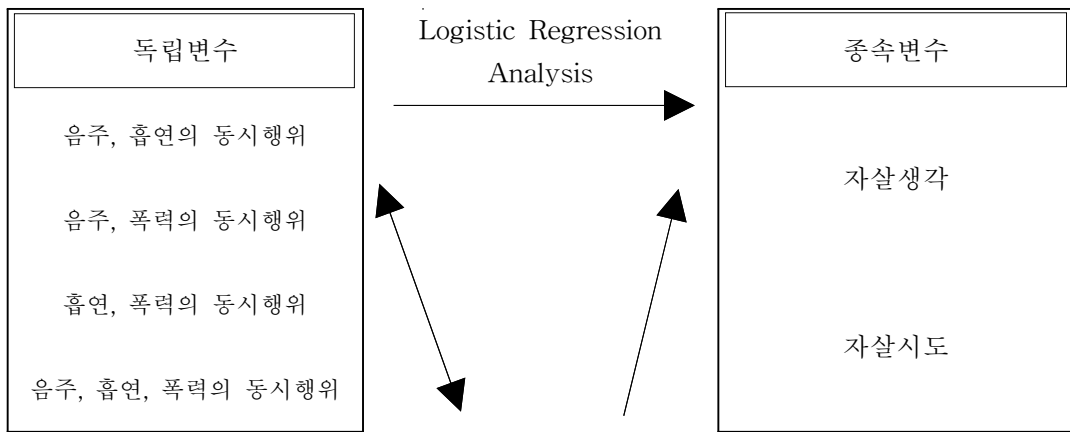 독립변수
음주, 흡연의 동시행위
음주, 폭력의 동시행위
흡연, 폭력의 동시행위
음주, 흡연, 폭력의 동시행위
Logistic Regression
Analysis
종속변수
자살생각
자살시도